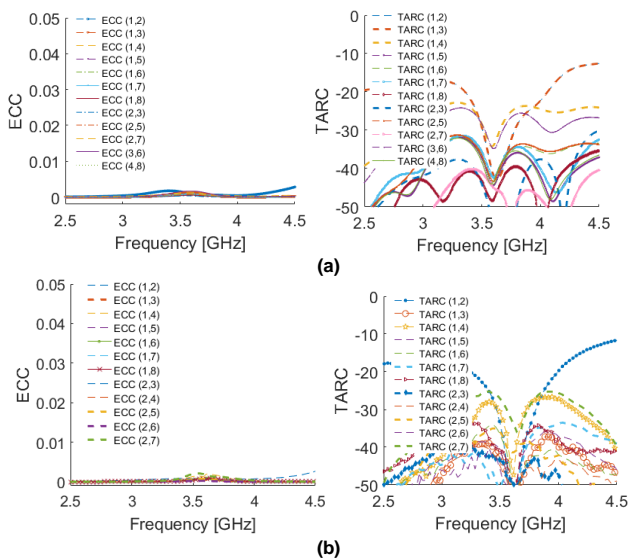 0.05
0.04
0.03
0.02
0.01
0
ECC
ECC (1,2)
ECC (1,3)
ECC (1,4)
ECC (1,5)
ECC (1,6)
ECC (1,7)
ECC (1,8)
ECC (2,3)
ECC (2,5)
ECC (2,7)
ECC (3,6)
ECC (4,8)
2.5 3 3.5 4 4.5
Frequency [GHz]
0
-10
-20
-30
-40
-50
TARC
TARC (1,2)
TARC (1,3)
TARC (1,4)
TARC (1,5)
TARC (1,6)
TARC (1,7)
TARC (1,8)
TARC (2,3)
TARC (2,5)
TARC (2,7)
TARC (3,6)
TARC (4,8)
2.5 3 3.5 4 4.5
Frequency [GHz]
(a)
0.05
0.04
0.03
0.02
0.01
0
ECC
ECC (1,2)
ECC (1,3)
ECC (1,4)
ECC (1,5)
ECC (1,6)
ECC (1,7)
ECC (1,8)
ECC (2,3)
ECC (2,4)
ECC (2,5)
ECC (2,6)
ECC (2,7)
2.5 3 3.5 4 4.5
Frequency [GHz]
0
-10
-20
-30
-40
-50
TARC
TARC (1,2)
TARC (1,3)
TARC (1,4)
TARC (1,5)
TARC (1,6)
TARC (1,7)
TARC (1,8)
TARC (2,3)
TARC (2,4)
TARC (2,5)
TARC (2,6)
TARC (2,7)
2.5 3 3.5 4 4.5
Frequency [GHz]
(b)